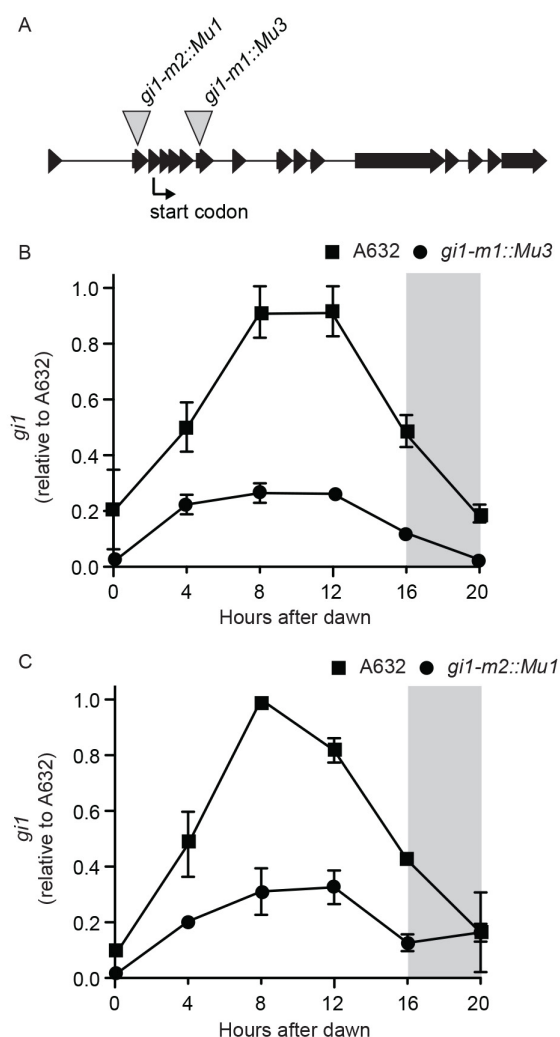 A
gi1-m2::Mu1
gi1-m1::Mu3
start codon
B
A632 gi1-m1::Mu3
gi1
(relative to A632)
1.0
0.8
0.6
0.4
0.2
0.0
0 4 8 12 16 20
Hours after dawn
C
A632 gi1-m2::Mu1
gi1
(relative to A632)
1.0
0.8
0.6
0.4
0.2
0.0
0 4 8 12 16 20
Hours after dawn